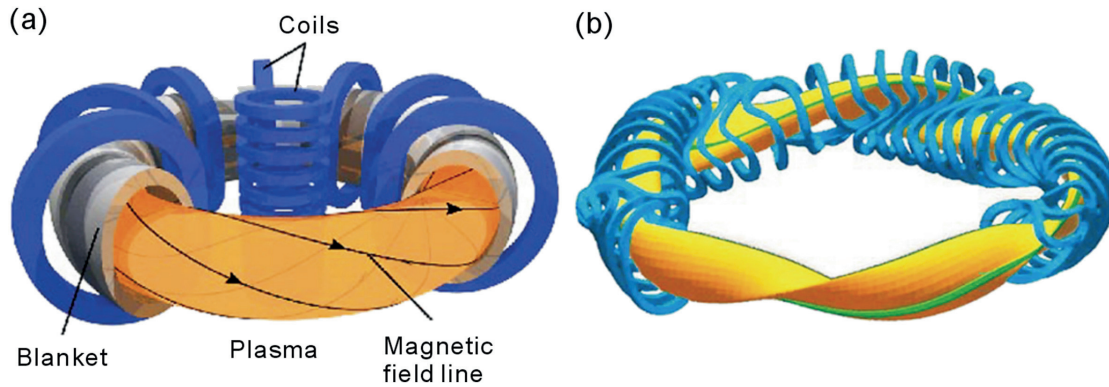 (a)
Coils
(b)
Blanket
Plasma
Magnetic
field line